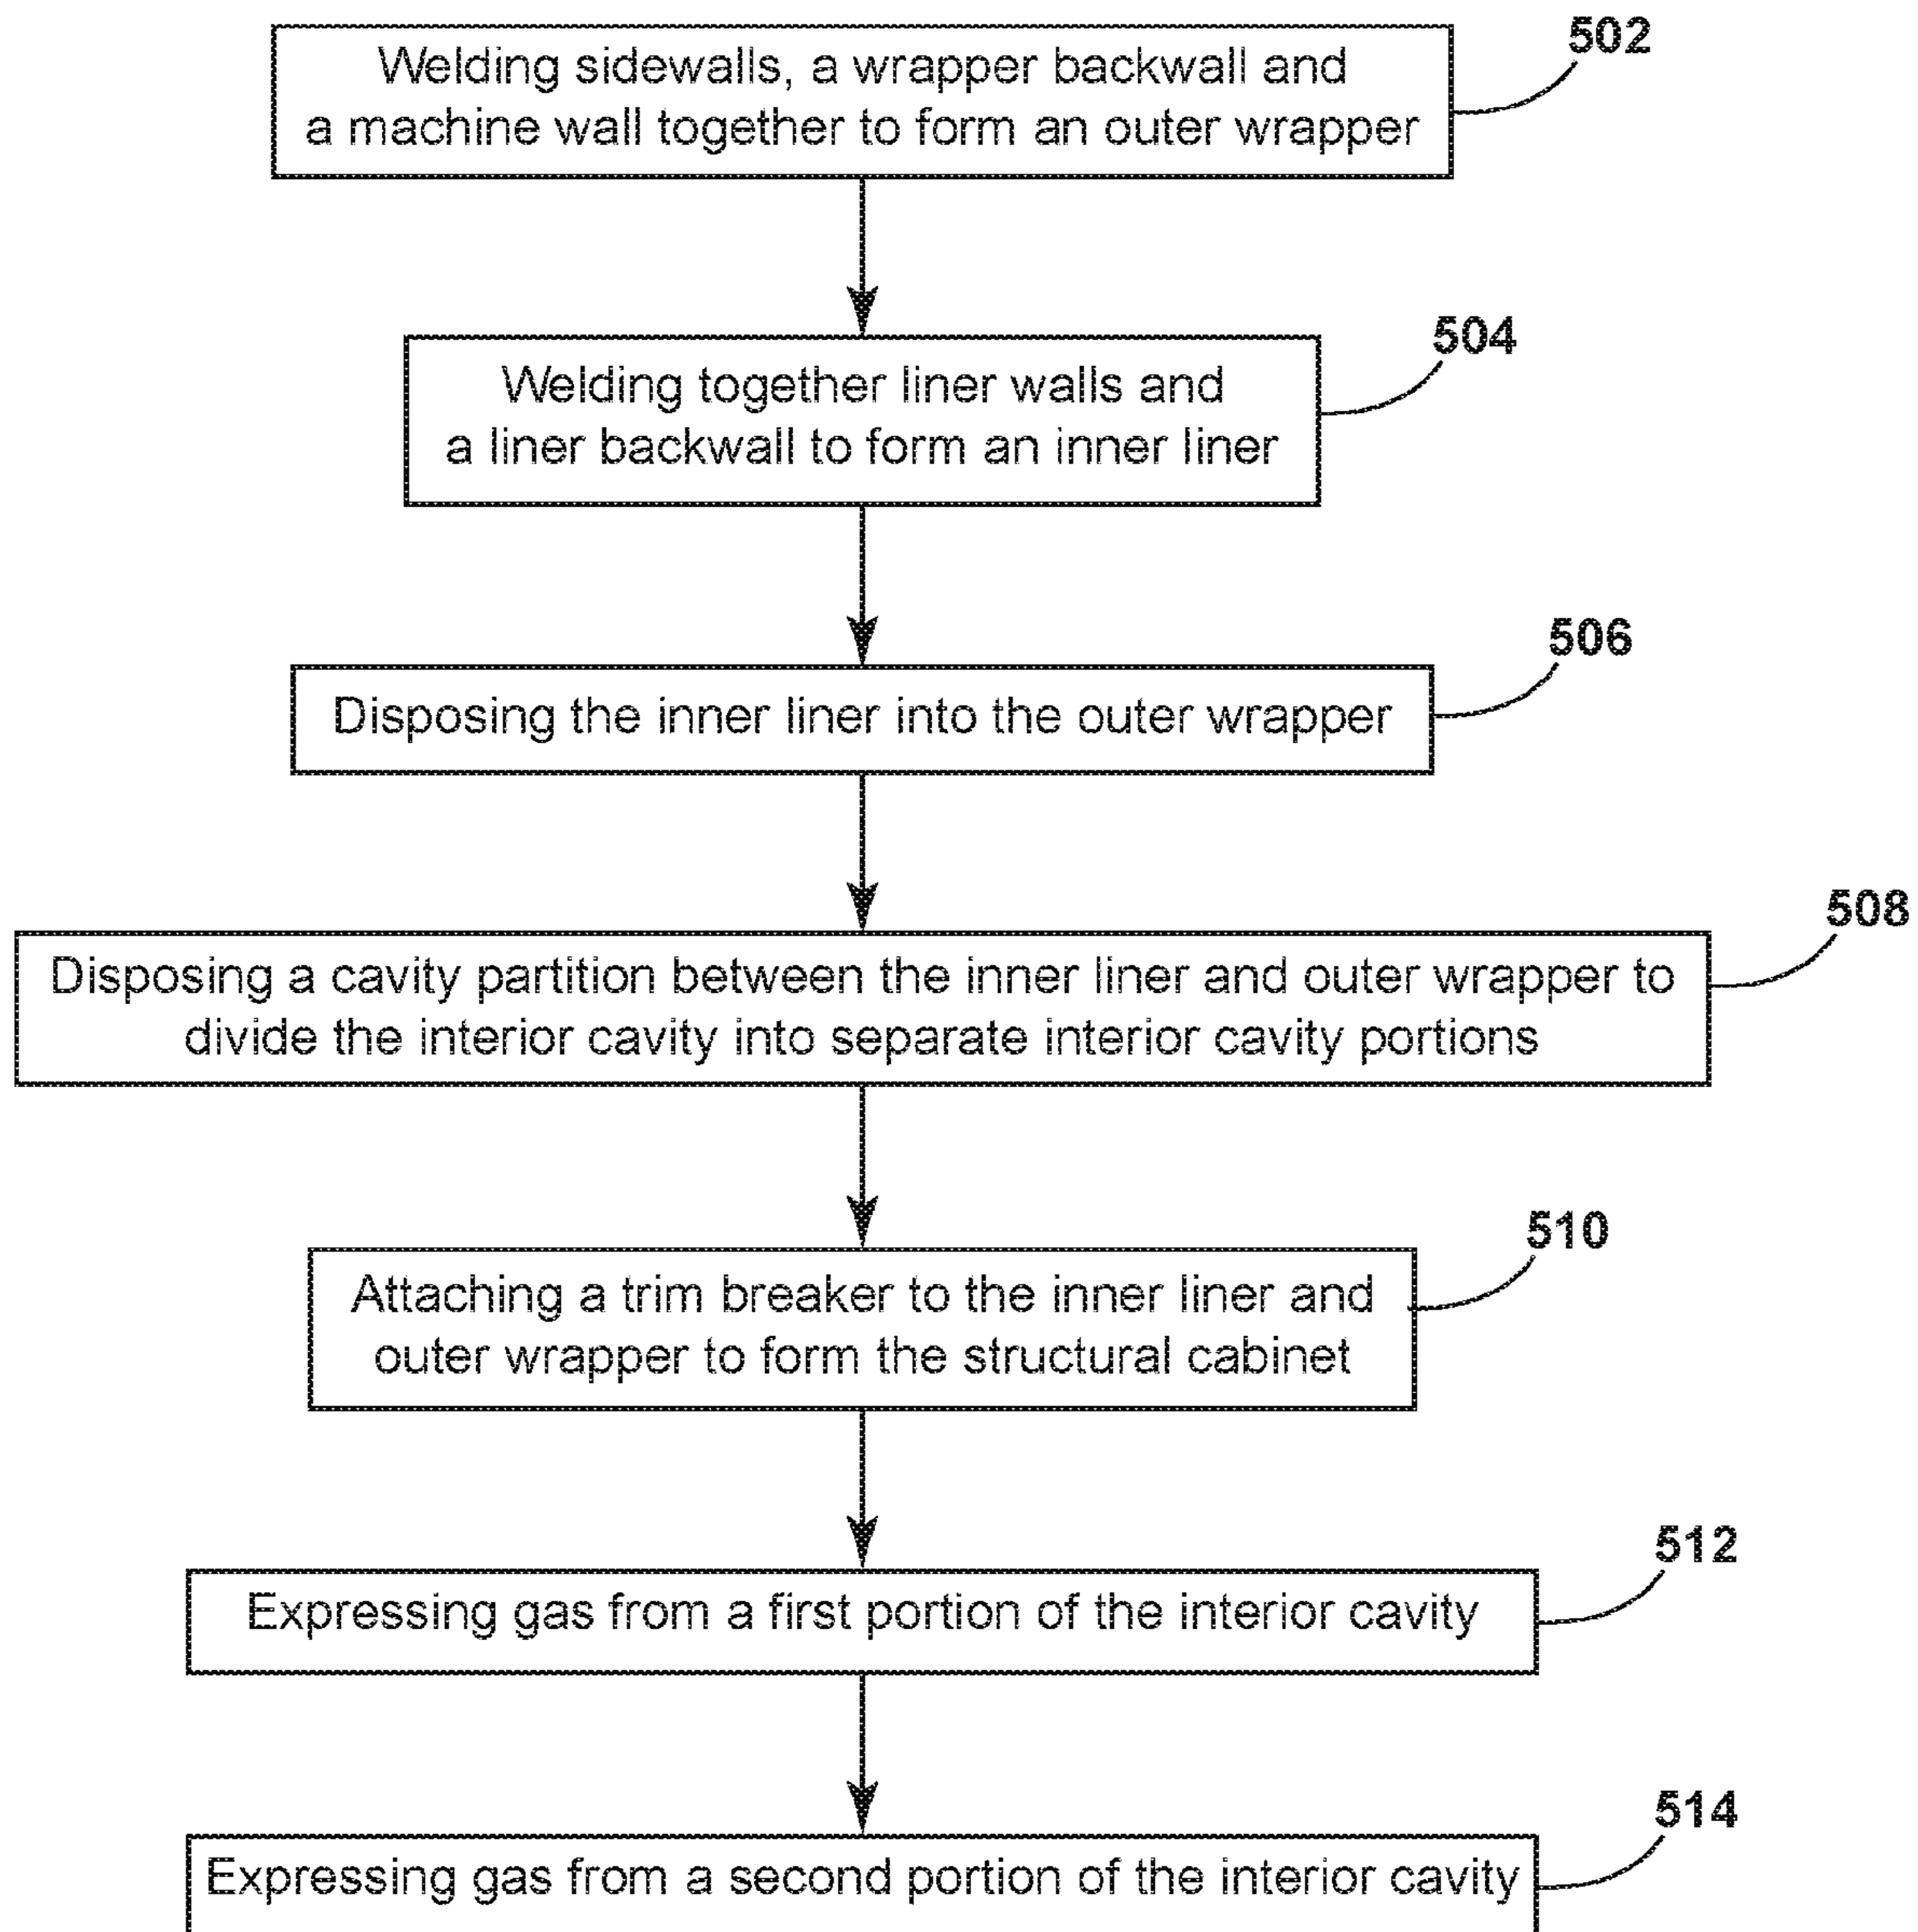 502
Welding sidewalls, a wrapper backwall and
a machine wall together to form an outer wrapper
504
Welding together liner walls and
a liner backwall to form an inner liner
506
Disposing the inner liner into the outer wrapper
508
Disposing a cavity partition between the inner liner and outer wrapper to
divide the interior cavity into separate interior cavity portions
510
Attaching a trim breaker to the inner liner and
outer wrapper to form the structural cabinet
512
Expressing gas from a first portion of the interior cavity
514
Expressing gas from a second portion of the interior cavity